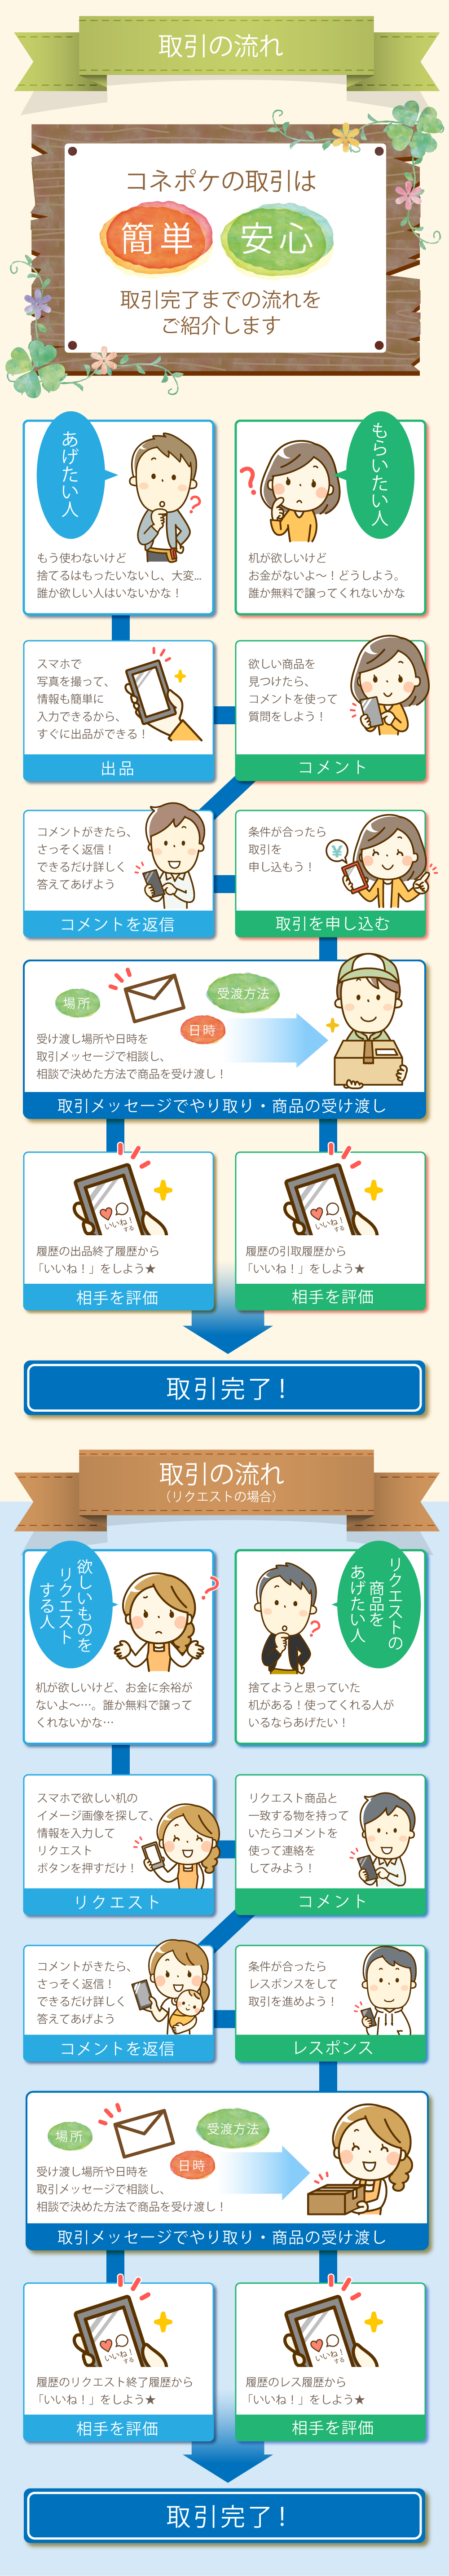 取引の流れ
コネポケの取引は
簡単 安心
取引完了までの流れを
ご紹介します
あげたい人
もう使わないけど
捨てるはもったいないし、大変...
誰か欲しい人はいないかな！
もらいたい人
机が欲しいけど
お金がないよ〜！どうしよう。
誰か無料で譲ってくれないかな
スマホで
写真を撮って、
情報も簡単に
入力できるから、
すぐに出品ができる！
出品
欲しい商品を
見つけたら、
コメントを使って
質問をしよう！
コメント
コメントがきたら、
さっそく返信！
できるだけ詳しく
答えてあげよう
コメントを返信
条件が合ったら
取引を
申し込もう！
¥
取引を申し込む
場所
受渡方法
日時
受け渡し場所や日時を
取引メッセージで相談し、
相談で決めた方法で商品を受け渡し！
取引メッセージでやり取り・商品の受け渡し
いいね！
する
履歴の出品終了履歴から
「いいね！」をしよう★
相手を評価
いいね！
する
履歴の引取履歴から
「いいね！」をしよう★
相手を評価
取引完了！
取引の流れ
（リクエストの場合）
欲しいものを
リクエスト
する人
机が欲しいけど、お金に余裕が
ないよ〜…。誰か無料で譲って
くれないかな…
リクエストの
商品を
あげたい人
捨てようと思っていた
机がある！使ってくれる人が
いるならあげたい！
スマホで欲しい机の
イメージ画像を探して、
情報を入力して
リクエスト
ボタンを押すだけ！
リクエスト
リクエスト商品と
一致する物を持って
いたらコメントを
使って連絡を
してみよう！
コメント
コメントがきたら、
さっそく返信！
できるだけ詳しく
答えてあげよう
コメントを返信
条件が合ったら
レスポンスをして
取引を進めよう！
レスポンス
場所
受渡方法
日時
受け渡し場所や日時を
取引メッセージで相談し、
相談で決めた方法で商品を受け渡し！
取引メッセージでやり取り・商品の受け渡し
いいね！
する
履歴のリクエスト終了履歴から
「いいね！」をしよう★
相手を評価
いいね！
する
履歴のレス履歴から
「いいね！」をしよう★
相手を評価
取引完了！